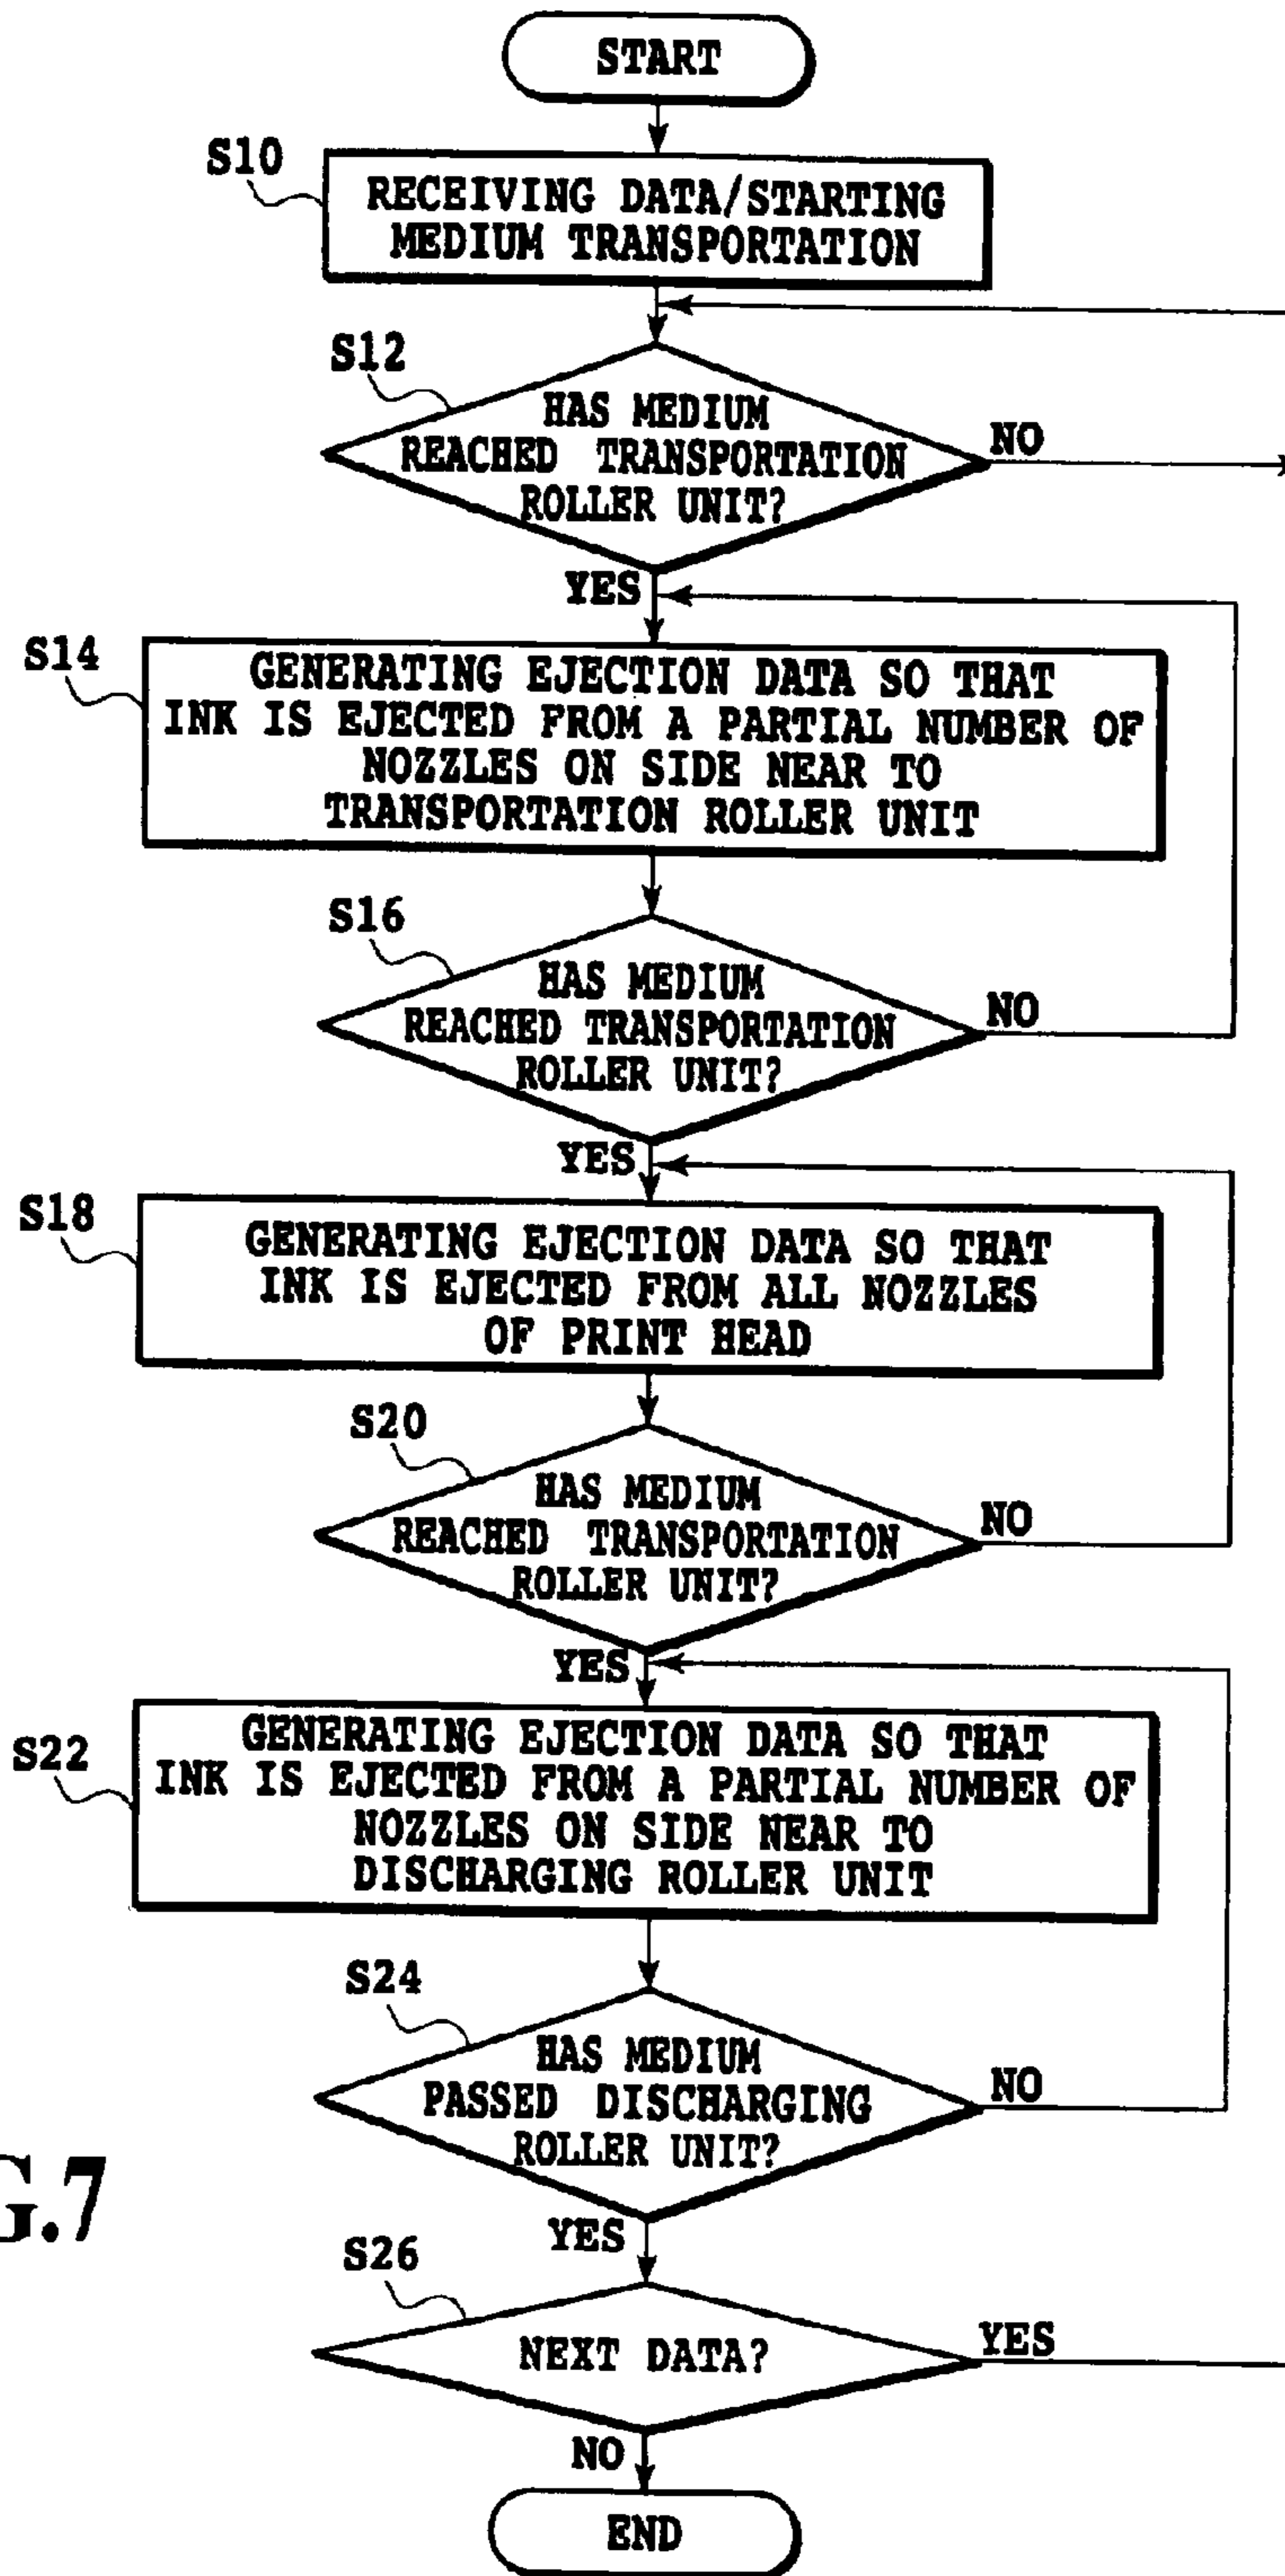 START
S10
RECEIVING DATA/STARTING
MEDIUM TRANSPORTATION
S12
HAS MEDIUM
REACHED TRANSPORTATION
ROLLER UNIT?
NO
YES
S14
GENERATING EJECTION DATA SO THAT
INK IS EJECTED FROM A PARTIAL NUMBER OF
NOZZLES ON SIDE NEAR TO
TRANSPORTATION ROLLER UNIT
S16
HAS MEDIUM
REACHED TRANSPORTATION
ROLLER UNIT?
NO
YES
S18
GENERATING EJECTION DATA SO THAT
INK IS EJECTED FROM ALL NOZZLES
OF PRINT HEAD
S20
HAS MEDIUM
REACHED TRANSPORTATION
ROLLER UNIT?
NO
YES
S22
GENERATING EJECTION DATA SO THAT
INK IS EJECTED FROM A PARTIAL NUMBER OF
NOZZLES ON SIDE NEAR TO
DISCHARGING ROLLER UNIT
S24
HAS MEDIUM
PASSED DISCHARGING
ROLLER UNIT?
NO
YES
G.7
S26
NEXT DATA?
YES
NO
END